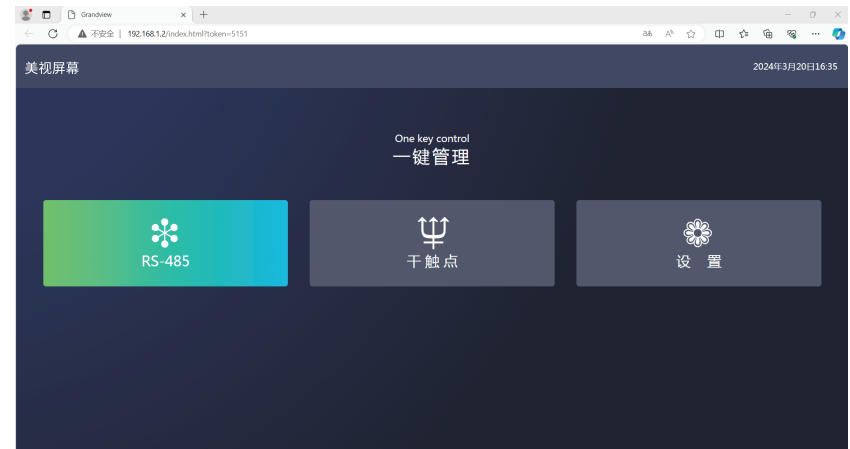 Grandview
不安全 | 192.168.1.2/index.html?token=5151
美视屏幕
2024年3月20日16:35
One key control
一键管理
RS-485
干触点
设 置